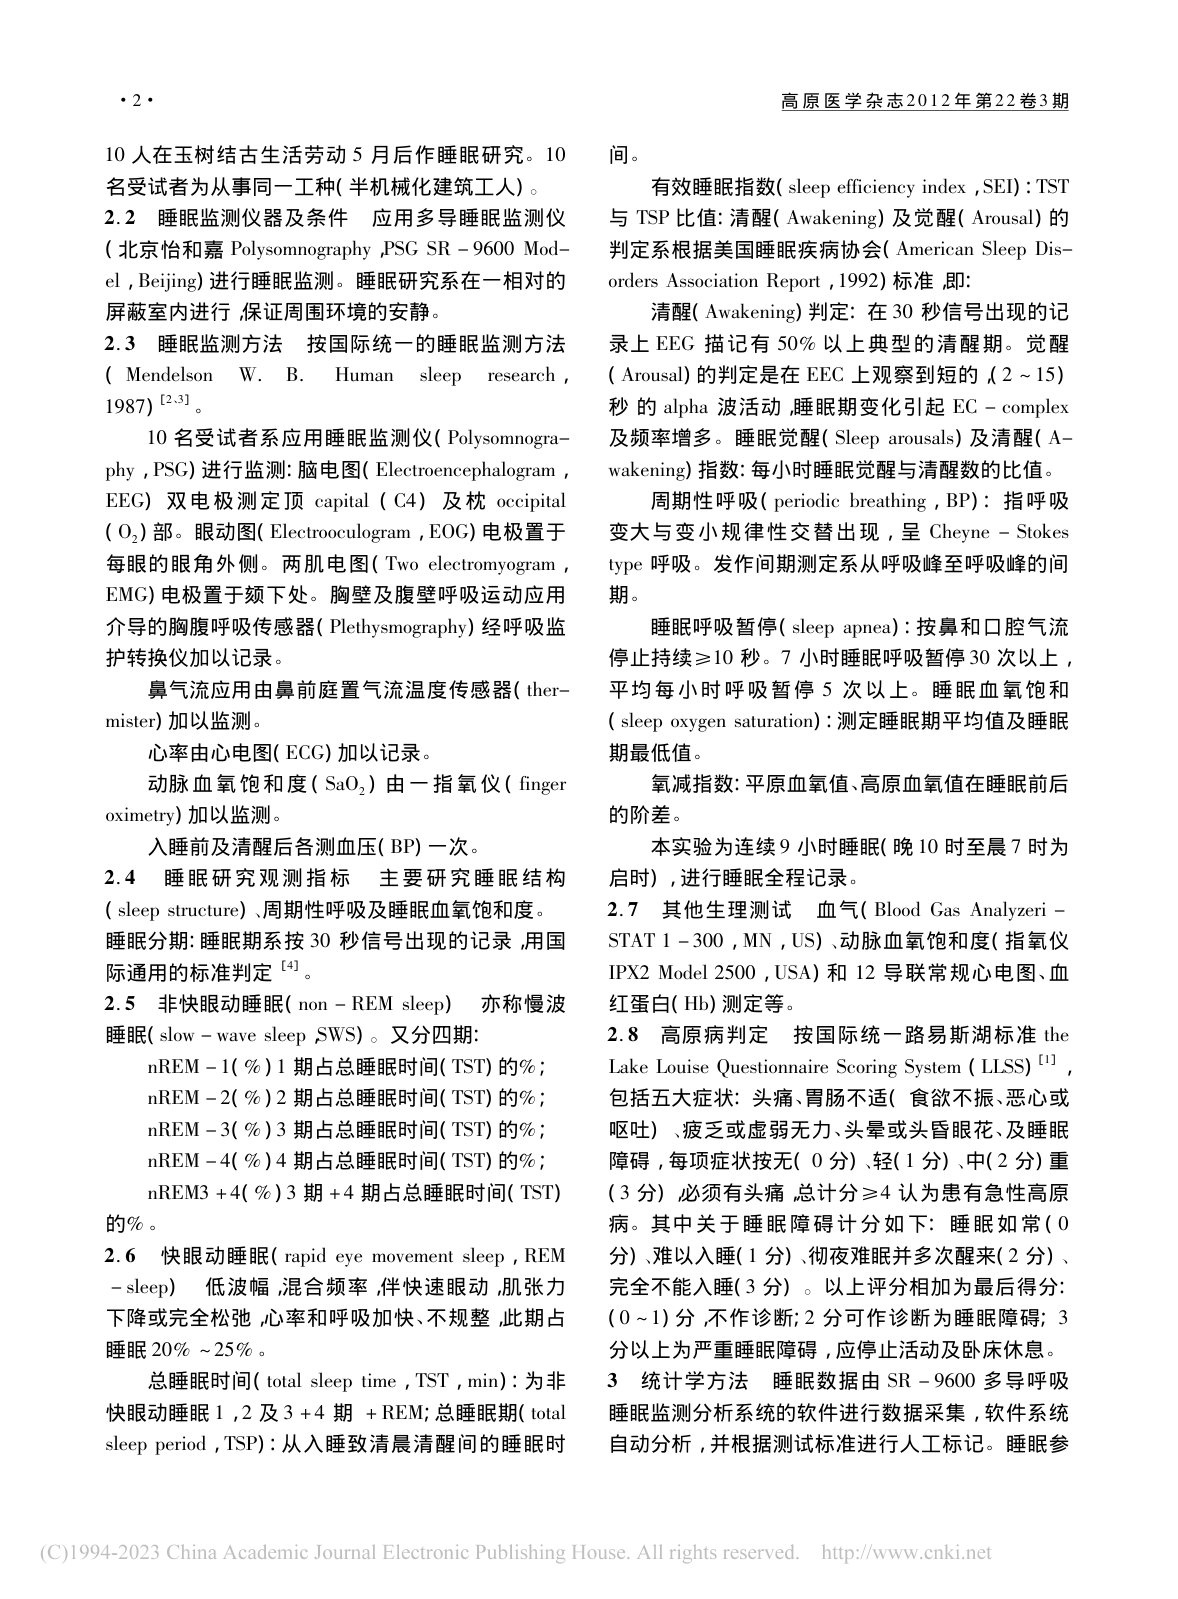 · 2 ·
高原医学杂志2012年第22卷3期
10 人在玉树结古生活劳动 5 月后作睡眠研究。10
名受试者为从事同一工种( 半机械化建筑工人) 。
2.2 睡眠监测仪器及条件 应用多导睡眠监测仪
( 北京怡和嘉 Polysomnography ,PSG SR－9600 Mod-
el , Beijing) 进行睡眠监测。睡眠研究系在一相对的
屏蔽室内进行 ,保证周围环境的安静。
2.3 睡眠监测方法 按国际统一的睡眠监测方法
( Mendelson W. B. Human sleep research ,
1987) [2、3] 。
10 名受试者系应用睡眠监测仪( Polysomnogra-
phy , PSG) 进行监测: 脑电图( Electroencephalogram ,
EEG) 双电极测定顶 capital ( C4) 及枕 occipital
( O2 ) 部。眼动图( Electrooculogram , EOG) 电极置于
每眼的眼角外侧。两肌电图( Two electromyogram ,
EMG) 电极置于颏下处。胸壁及腹壁呼吸运动应用
介导的胸腹呼吸传感器( Plethysmography) 经呼吸监
护转换仪加以记录。
鼻气流应用由鼻前庭置气流温度传感器( ther-
mister) 加以监测。
心率由心电图( ECG) 加以记录。
动脉血氧饱和度( SaO2 ) 由一指氧仪( finger
oximetry) 加以监测。
入睡前及清醒后各测血压( BP) 一次。
2.4 睡眠研究观测指标 主要研究睡眠结构
( sleep structure) 、周期性呼吸及睡眠血氧饱和度。
睡眠分期: 睡眠期系按 30 秒信号出现的记录 ,用国
际通用的标准判定 [4] 。
2.5 非快眼动睡眠( non－REM sleep) 亦称慢波
睡眠( slow－wave sleep ,SWS) 。又分四期:
nREM－1( %) 1 期占总睡眠时间( TST) 的%;
nREM－2( %) 2 期占总睡眠时间( TST) 的%;
nREM－3( %) 3 期占总睡眠时间( TST) 的%;
nREM－4( %) 4 期占总睡眠时间( TST) 的%;
nREM3+4( %) 3 期+4 期占总睡眠时间( TST)
的%。
2.6 快眼动睡眠( rapid eye movement sleep , REM
－sleep) 低波幅 ,混合频率 ,伴快速眼动 ,肌张力
下降或完全松弛 ,心率和呼吸加快、不规整 ,此期占
睡眠 20% ~25%。
总睡眠时间( total sleep time , TST , min) : 为非
快眼动睡眠 1 ,2 及 3+4 期 +REM; 总睡眠期( total
sleep period , TSP) : 从入睡致清晨清醒间的睡眠时
间。
有效睡眠指数( sleep efficiency index ,SEI) : TST
与 TSP 比值: 清醒( Awakening) 及觉醒( Arousal) 的
判定系根据美国睡眠疾病协会( American Sleep Dis-
orders Association Report , 1992) 标准 ,即:
清醒( Awakening) 判定: 在 30 秒信号出现的记
录上 EEG 描记有 50% 以上典型的清醒期。觉醒
( Arousal) 的判定是在 EEC 上观察到短的 ,( 2~15)
秒 的 alpha 波活动 ,睡眠期变化引起 EC－complex
及频率增多。睡眠觉醒( Sleep arousals) 及清醒( A-
wakening) 指数: 每小时睡眠觉醒与清醒数的比值。
周期性呼吸( periodic breathing , BP) : 指呼吸
变大与变小规律性交替出现 , 呈 Cheyne－Stokes
type 呼吸。发作间期测定系从呼吸峰至呼吸峰的间
期。
睡眠呼吸暂停( sleep apnea) : 按鼻和口腔气流
停止持续≥10 秒。7 小时睡眠呼吸暂停 30 次以上 ,
平均每小时呼吸暂停 5 次以上。睡眠血氧饱和
( sleep oxygen saturation) : 测定睡眠期平均值及睡眠
期最低值。
氧减指数: 平原血氧值、高原血氧值在睡眠前后
的阶差。
本实验为连续 9 小时睡眠( 晚 10 时至晨 7 时为
启时) , 进行睡眠全程记录。
2.7 其他生理测试 血气( Blood Gas Analyzeri－
STAT 1－300 , MN , US) 、动脉血氧饱和度( 指氧仪
IPX2 Model 2500 , USA) 和 12 导联常规心电图、血
红蛋白( Hb) 测定等。
2.8 高原病判定 按国际统一路易斯湖标准 the
Lake Louise Questionnaire Scoring System ( LLSS) [1] ,
包括五大症状: 头痛、胃肠不适( 食欲不振、恶心或
呕吐) 、疲乏或虚弱无力、头晕或头昏眼花、及睡眠
障碍 , 每项症状按无( 0 分) 、轻( 1 分) 、中( 2 分) 重
( 3 分) ,必须有头痛 ,总计分≥4 认为患有急性高原
病。其中关于睡眠障碍计分如下: 睡眠如常( 0
分) 、难以入睡( 1 分) 、彻夜难眠并多次醒来( 2 分) 、
完全不能入睡( 3 分) 。以上评分相加为最后得分:
( 0~1) 分 ,不作诊断; 2 分可作诊断为睡眠障碍; 3
分以上为严重睡眠障碍 , 应停止活动及卧床休息。
3 统计学方法 睡眠数据由 SR－9600 多导呼吸
睡眠监测分析系统的软件进行数据采集 , 软件系统
自动分析 , 并根据测试标准进行人工标记。睡眠参
(C)1994-2023 China Academic Journal Electronic Publishing House. All rights reserved. http://www.cnki.net